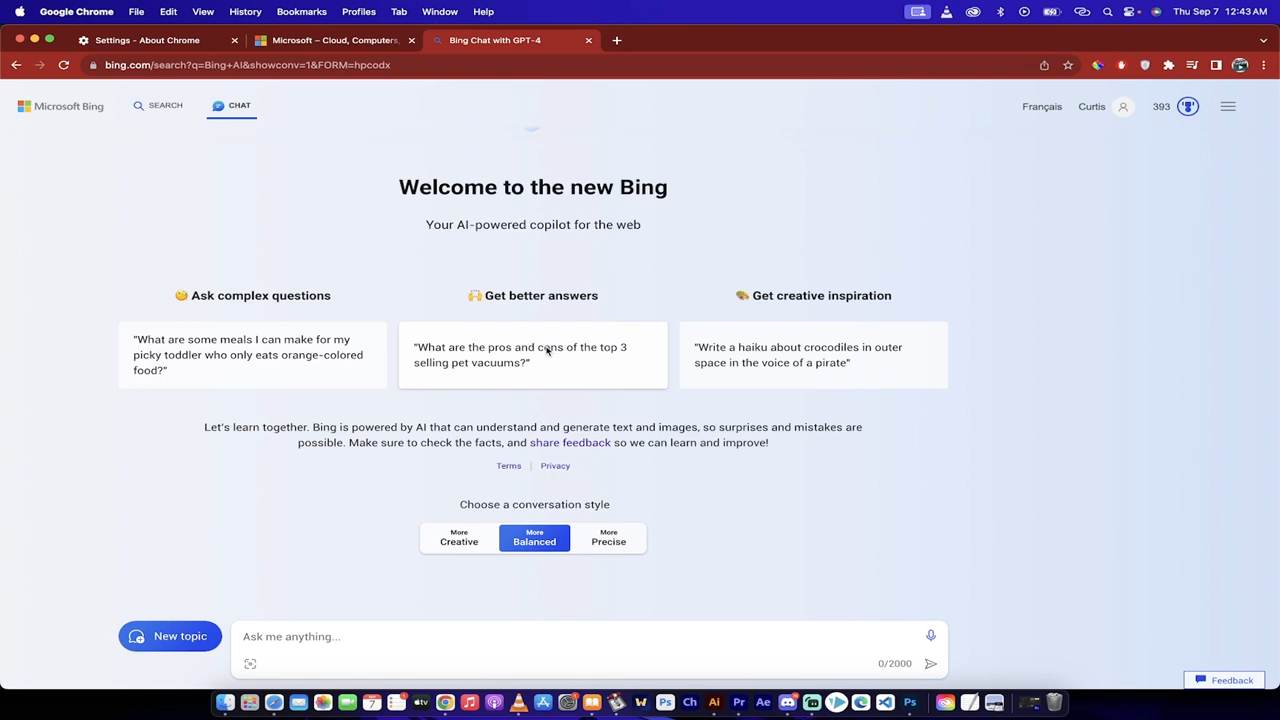 Google Chrome File Edit View History Bookmarks Profiles Tab Window Help Thu Sep 7 12:43 AM
Settings - About Chrome Microsoft – Cloud, Computers, Bing Chat with GPT-4
bing.com/search?q=Bing+AI&showconv=1&FORM=hpcodx
Microsoft Bing SEARCH CHAT Français Curtis 393
Welcome to the new Bing
Your AI-powered copilot for the web
Ask complex questions
"What are some meals I can make for my
picky toddler who only eats orange-colored
food?"
Get better answers
"What are the pros and cons of the top 3
selling pet vacuums?"
Get creative inspiration
"Write a haiku about crocodiles in outer
space in the voice of a pirate"
Let's learn together. Bing is powered by AI that can understand and generate text and images, so surprises and mistakes are
possible. Make sure to check the facts, and share feedback so we can learn and improve!
Terms | Privacy
Choose a conversation style
More Creative
More Balanced
More Precise
New topic
Ask me anything...
0/2000
Feedback